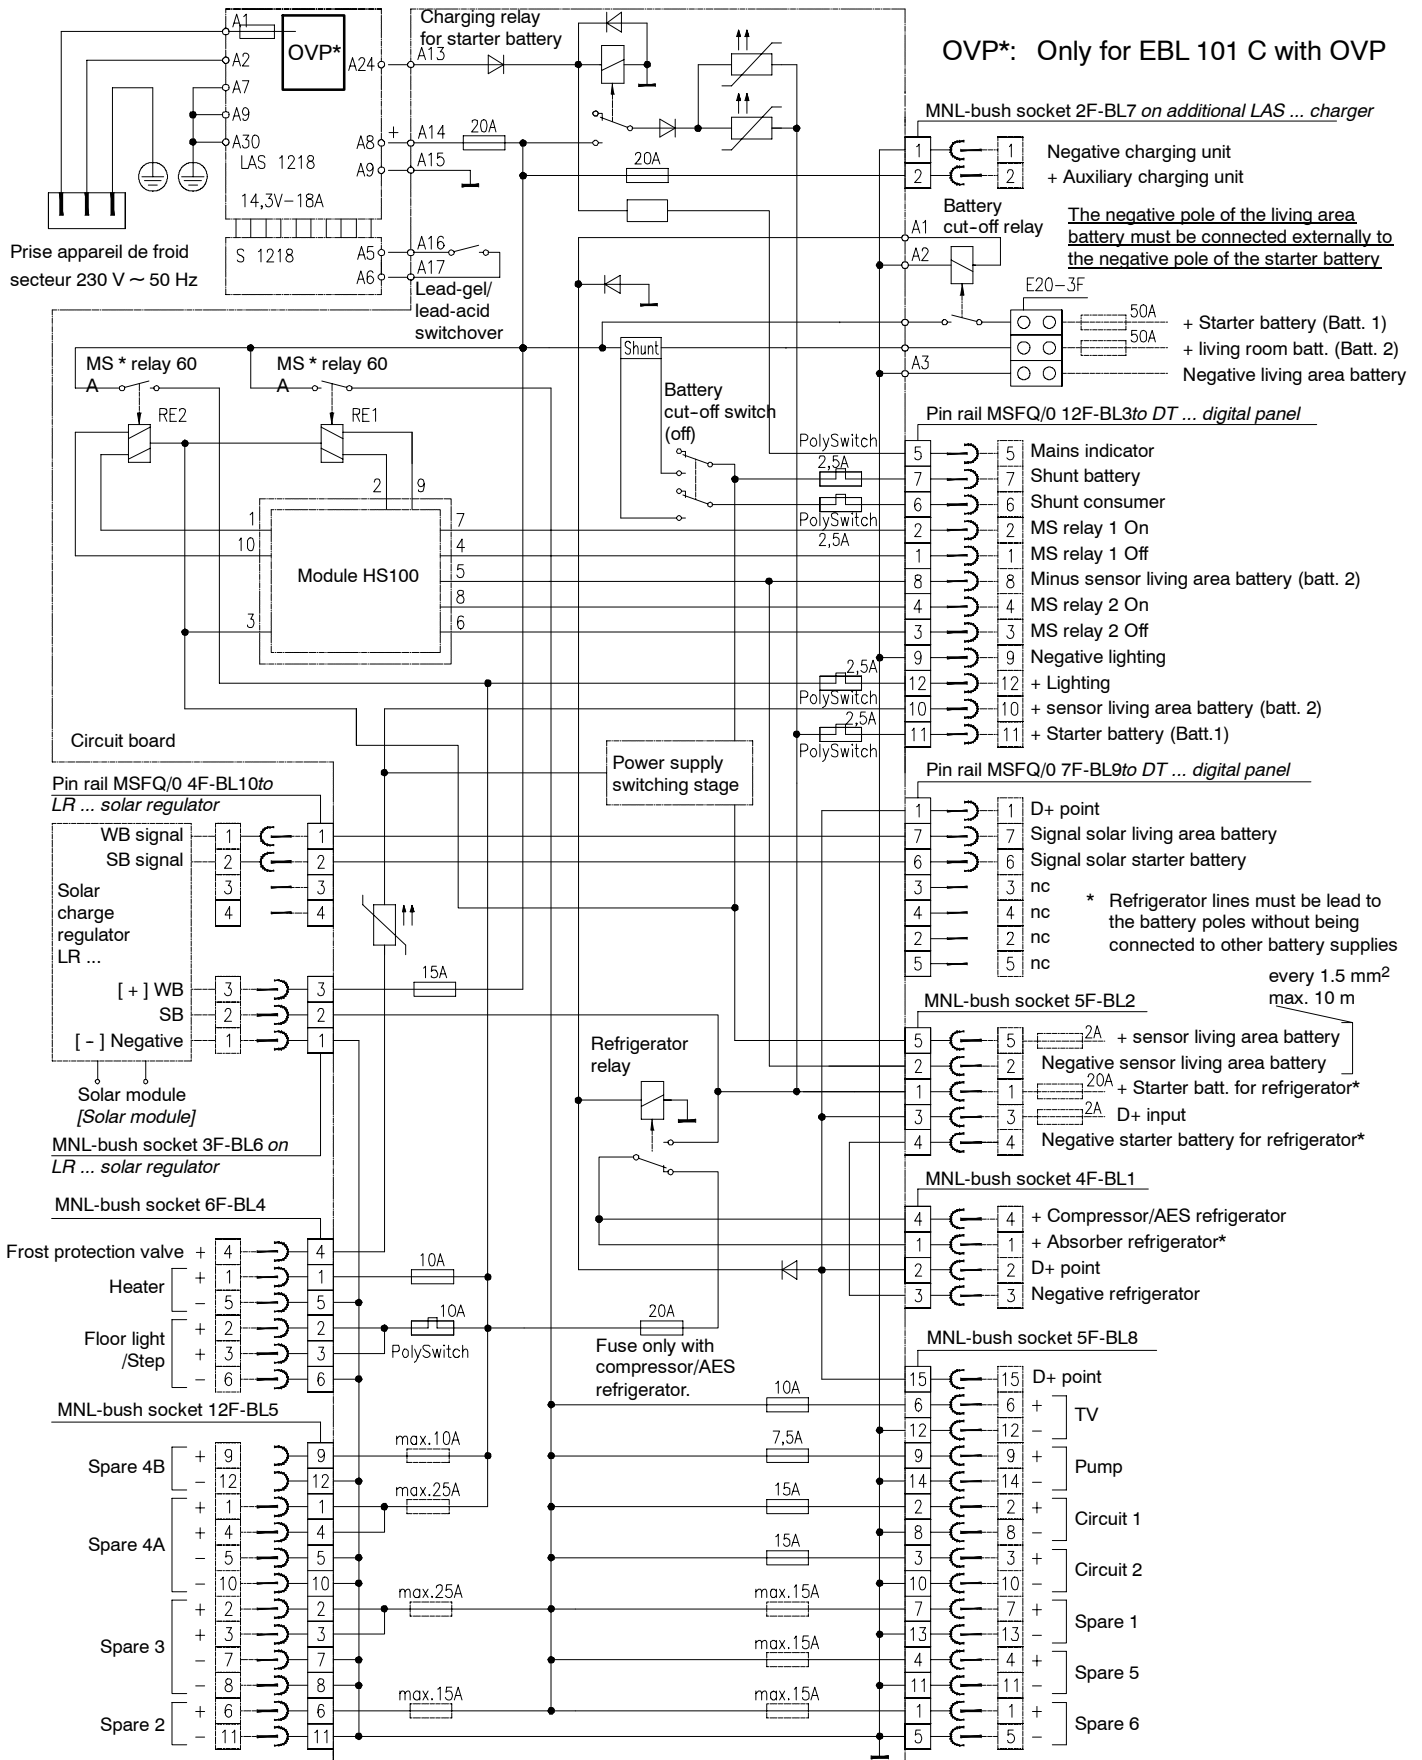 OVP*: Only for EBL 101 C with OVP
A1
OVP*
A2
A7
A9
A30
LAS 1218
14,3V-18A
A24
A8
A9
S 1218
A5
A6
Prise appareil de froid
secteur 230 V ~ 50 Hz
Charging relay
for starter battery
A13
+ A14
20A
A15
A16
A17
Lead-gel/
lead-acid
switchover
20A
MNL-bush socket 2F-BL7 on additional LAS ... charger
1 1 Negative charging unit
2 2 + Auxiliary charging unit
Battery
cut-off relay
A1
A2
The negative pole of the living area
battery must be connected externally to
the negative pole of the starter battery
E20-3F
50A + Starter battery (Batt. 1)
50A + living room batt. (Batt. 2)
A3 Negative living area battery
MS * relay 60
A
RE2
MS * relay 60
A
RE1
Shunt
Battery
cut-off switch
(off)
2 9
1
10
3
7
4
5
8
6
Module HS100
Circuit board
Pin rail MSFQ/0 12F-BL3to DT ... digital panel
PolySwitch
2,5A
PolySwitch
2,5A
2,5A
PolySwitch
2,5A
PolySwitch
5 5 Mains indicator
7 7 Shunt battery
6 6 Shunt consumer
2 2 MS relay 1 On
1 1 MS relay 1 Off
8 8 Minus sensor living area battery (batt. 2)
4 4 MS relay 2 On
3 3 MS relay 2 Off
9 9 Negative lighting
12 12 + Lighting
10 10 + sensor living area battery (batt. 2)
11 11 + Starter battery (Batt.1)
Power supply
switching stage
Pin rail MSFQ/0 7F-BL9to DT ... digital panel
1 1 D+ point
7 7 Signal solar living area battery
6 6 Signal solar starter battery
3 3 nc
4 4 nc
2 2 nc
5 5 nc
* Refrigerator lines must be lead to
the battery poles without being
connected to other battery supplies
every 1.5 mm2
max. 10 m
Pin rail MSFQ/0 4F-BL10to
LR ... solar regulator
WB signal 1 1
SB signal 2 2
3 3
4 4
Solar
charge
regulator
LR ...
[ + ] WB 3 3
15A
SB 2 2
[ - ] Negative 1 1
Solar module
[Solar module]
MNL-bush socket 3F-BL6 on
LR ... solar regulator
MNL-bush socket 5F-BL2
5 5 2A + sensor living area battery
2 2 Negative sensor living area battery
1 1 20A + Starter batt. for refrigerator*
3 3 2A D+ input
4 4 Negative starter battery for refrigerator*
Refrigerator
relay
MNL-bush socket 4F-BL1
4 4 + Compressor/AES refrigerator
1 1 + Absorber refrigerator*
2 2 D+ point
3 3 Negative refrigerator
MNL-bush socket 6F-BL4
Frost protection valve + 4 4
Heater
+ 1 1 10A
- 5 5
Floor light
/Step
+ 2 2 10A
+ 3 3 PolySwitch
- 6 6
20A
Fuse only with
compressor/AES
refrigerator.
MNL-bush socket 12F-BL5
Spare 4B
+ 9 9 max.10A
- 12 12
Spare 4A
+ 1 1 max.25A
+ 4 4
- 5 5
- 10 10
Spare 3
+ 2 2 max.25A
+ 3 3
- 7 7
- 8 8
Spare 2
+ 6 6 max.15A
- 11 11
MNL-bush socket 5F-BL8
15 15 D+ point
10A 6 6 + TV
12 12 -
7,5A 9 9 + Pump
14 14 -
15A 2 2 + Circuit 1
8 8 -
15A 3 3 + Circuit 2
10 10 -
max.15A 7 7 + Spare 1
13 13 -
max.15A 4 4 + Spare 5
11 11 -
max.15A 1 1 + Spare 6
5 5 -